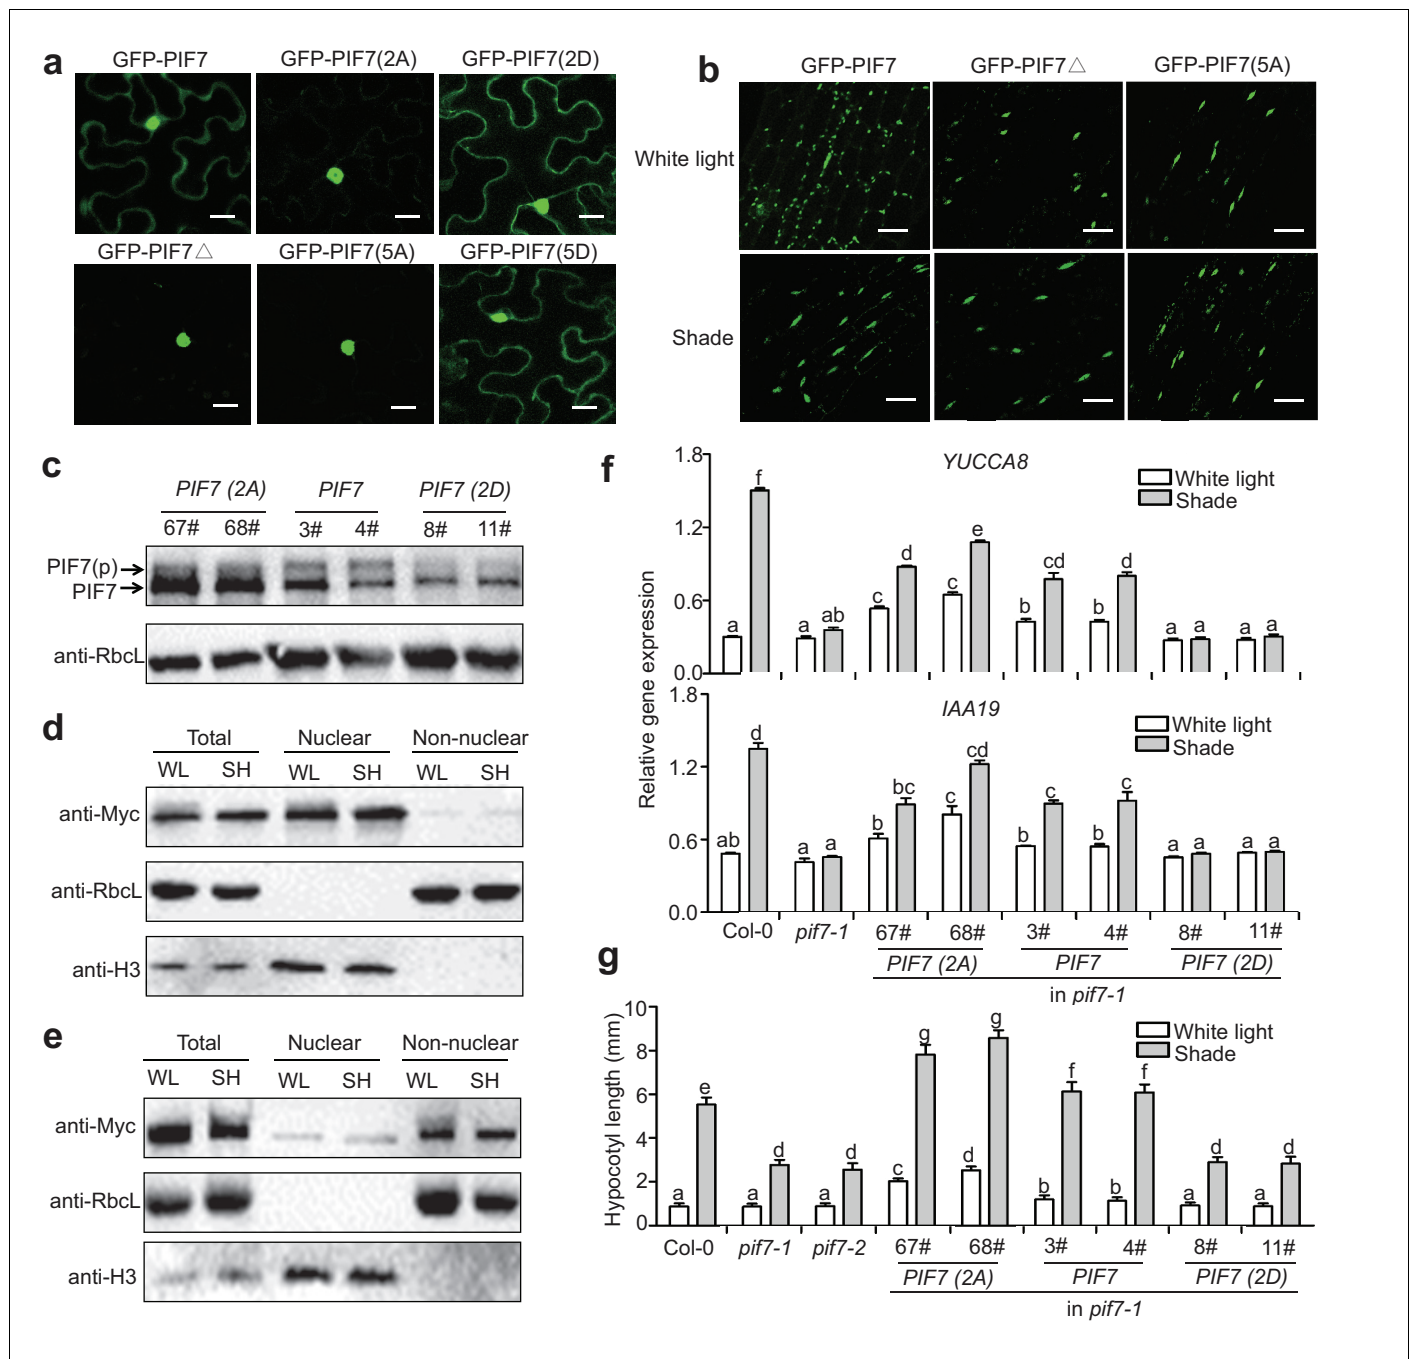 a
GFP-PIF7 GFP-PIF7(2A) GFP-PIF7(2D)
GFP-PIF7△ GFP-PIF7(5A) GFP-PIF7(5D)
b
GFP-PIF7 GFP-PIF7△ GFP-PIF7(5A)
White light
Shade
c
PIF7 (2A) PIF7 PIF7 (2D)
67# 68# 3# 4# 8# 11#
PIF7(p)
PIF7
anti-RbcL
d
Total Nuclear Non-nuclear
WL SH WL SH WL SH
anti-Myc
anti-RbcL
anti-H3
e
Total Nuclear Non-nuclear
WL SH WL SH WL SH
anti-Myc
anti-RbcL
anti-H3
f
Relative gene expression
YUCCA8
White light
Shade
1.8
1.2
0.6
0.0
a f a ab c d c e b cd b d a a a a
IAA19
White light
Shade
1.8
1.2
0.6
0.0
ab d a a b bc c cd b c b c a a a a
Col-0 pif7-1 67# 68# 3# 4# 8# 11#
PIF7 (2A) PIF7 PIF7 (2D)
in pif7-1
g
Hypocotyl length (mm)
White light
Shade
10
8
6
4
2
0
a e a d a d c g d g b f b f a d a d
Col-0 pif7-1 pif7-2 67# 68# 3# 4# 8# 11#
PIF7 (2A) PIF7 PIF7 (2D)
in pif7-1